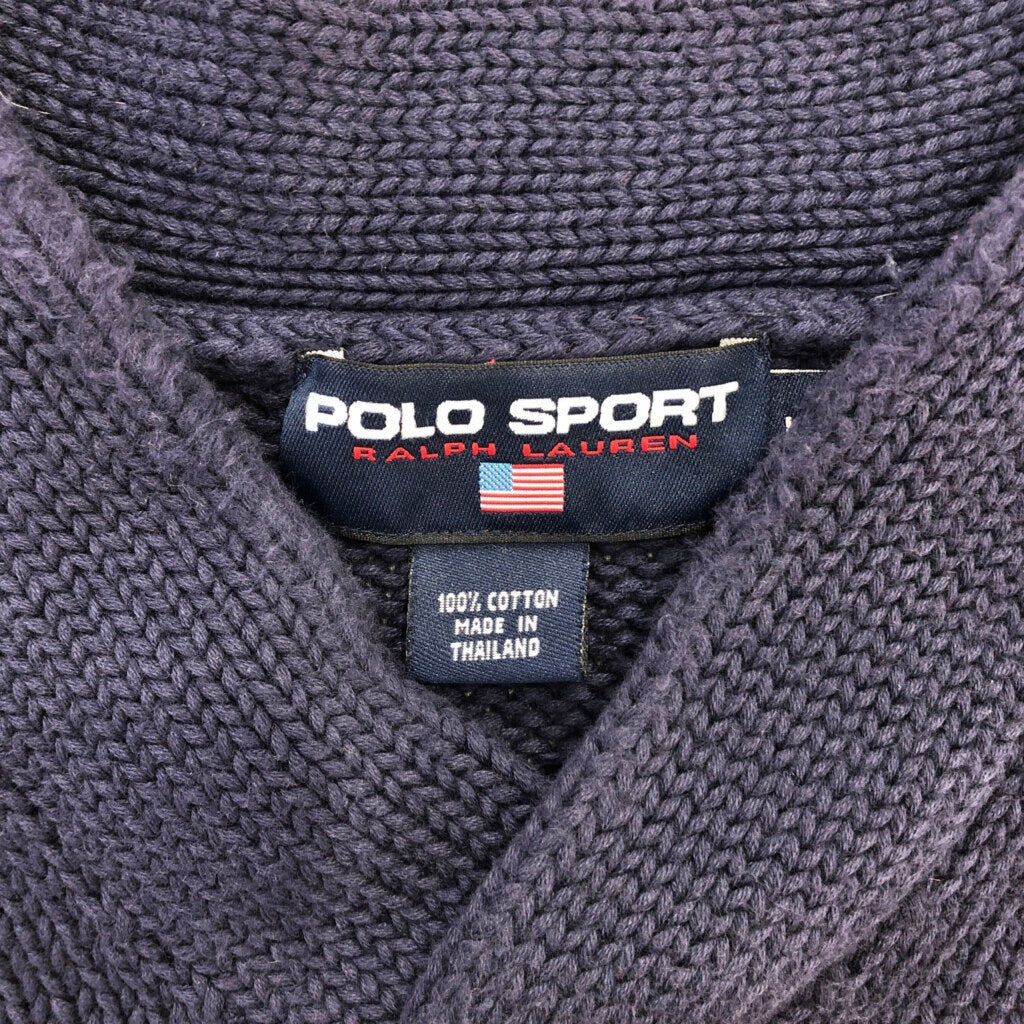 POLO SPORT
RALPH LAUREN
100% COTTON
MADE IN
THAILAND